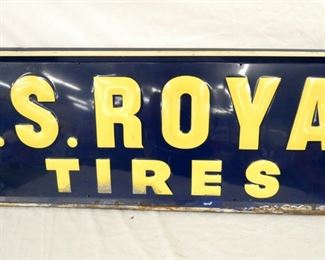 .S. ROYA
TIRES